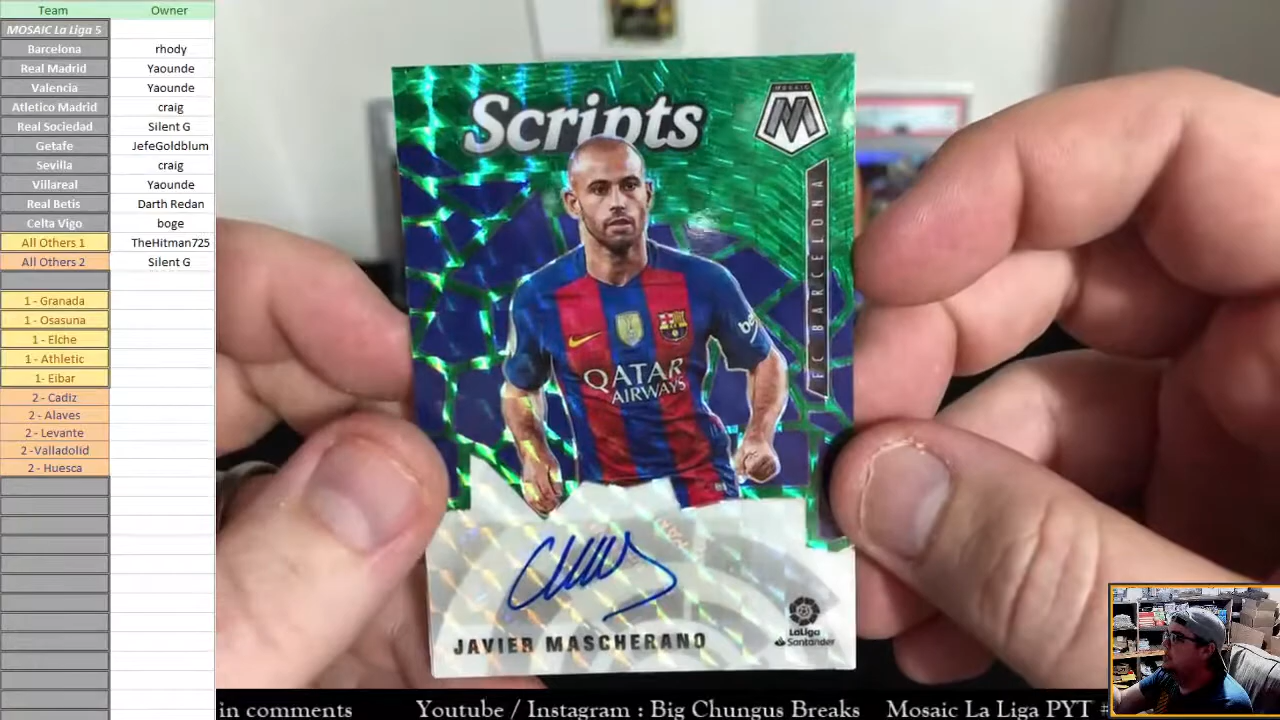 Team Owner
MOSAIC La Liga 5
Barcelona rhody
Real Madrid Yaounde
Valencia Yaounde
Atletico Madrid craig
Real Sociedad Silent G
Getafe JefeGoldblum
Sevilla craig
Villareal Yaounde
Real Betis Darth Redan
Celta Vigo boge
All Others 1 TheHitman725
All Others 2 Silent G
1 - Granada
1 - Osasuna
1 - Elche
1 - Athletic
1- Eibar
2 - Cadiz
2 - Alaves
2 - Levante
2 -Valladolid
2 - Huesca
Scripts
MOSAIC
M
FC BARCELONA
be
QATAR
AIRWAYS
JAVIER MASCHERANO
LaLiga
Santander
in comments Youtube / Instagram : Big Chungus Breaks Mosaic La Liga PYT #